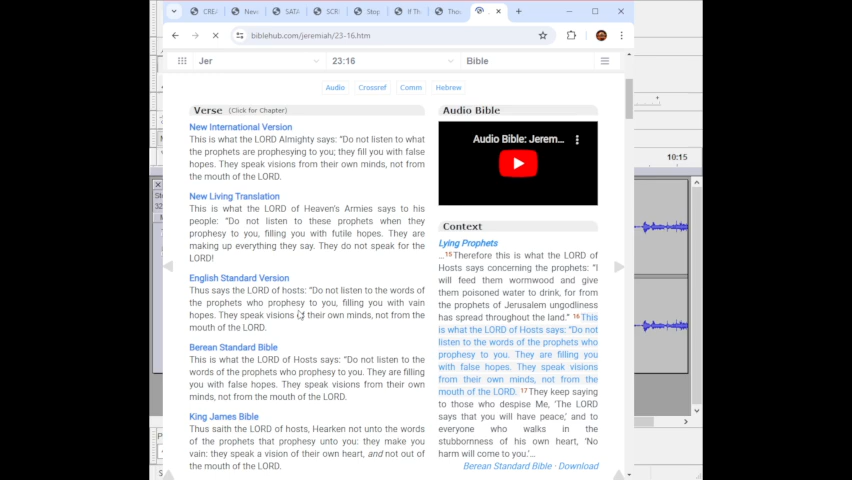 CREA
New
SATA
SCRI
Stop
If Th
Tho
biblehub.com/jeremiah/23-16.htm
Jer
23:16
Bible
Audio
Crossref
Comm
Hebrew
Verse (Click for Chapter)
New International Version
This is what the LORD Almighty says: “Do not listen to what
the prophets are prophesying to you; they fill you with false
hopes. They speak visions from their own minds, not from
the mouth of the LORD.
New Living Translation
This is what the LORD of Heaven’s Armies says to his
people: “Do not listen to these prophets when they
prophesy to you, filling you with futile hopes. They are
making up everything they say. They do not speak for the
LORD!
English Standard Version
Thus says the LORD of hosts: “Do not listen to the words of
the prophets who prophesy to you, filling you with vain
hopes. They speak visions of their own minds, not from the
mouth of the LORD.
Berean Standard Bible
This is what the LORD of Hosts says: “Do not listen to the
words of the prophets who prophesy to you. They are filling
you with false hopes. They speak visions from their own
minds, not from the mouth of the LORD.
King James Bible
Thus saith the LORD of hosts, Hearken not unto the words
of the prophets that prophesy unto you: they make you
vain: they speak a vision of their own heart, and not out of
the mouth of the LORD.
Audio Bible
Audio Bible: Jerem...
Context
Lying Prophets
…15Therefore this is what the LORD of
Hosts says concerning the prophets: “I
will feed them wormwood and give
them poisoned water to drink, for from
the prophets of Jerusalem ungodliness
has spread throughout the land.” 16This
is what the LORD of Hosts says: “Do not
listen to the words of the prophets who
prophesy to you. They are filling you
with false hopes. They speak visions
from their own minds, not from the
mouth of the LORD. 17They keep saying
to those who despise Me, ‘The LORD
says that you will have peace,’ and to
everyone who walks in the
stubbornness of his own heart, ‘No
harm will come to you.’…
Berean Standard Bible · Download
10:15